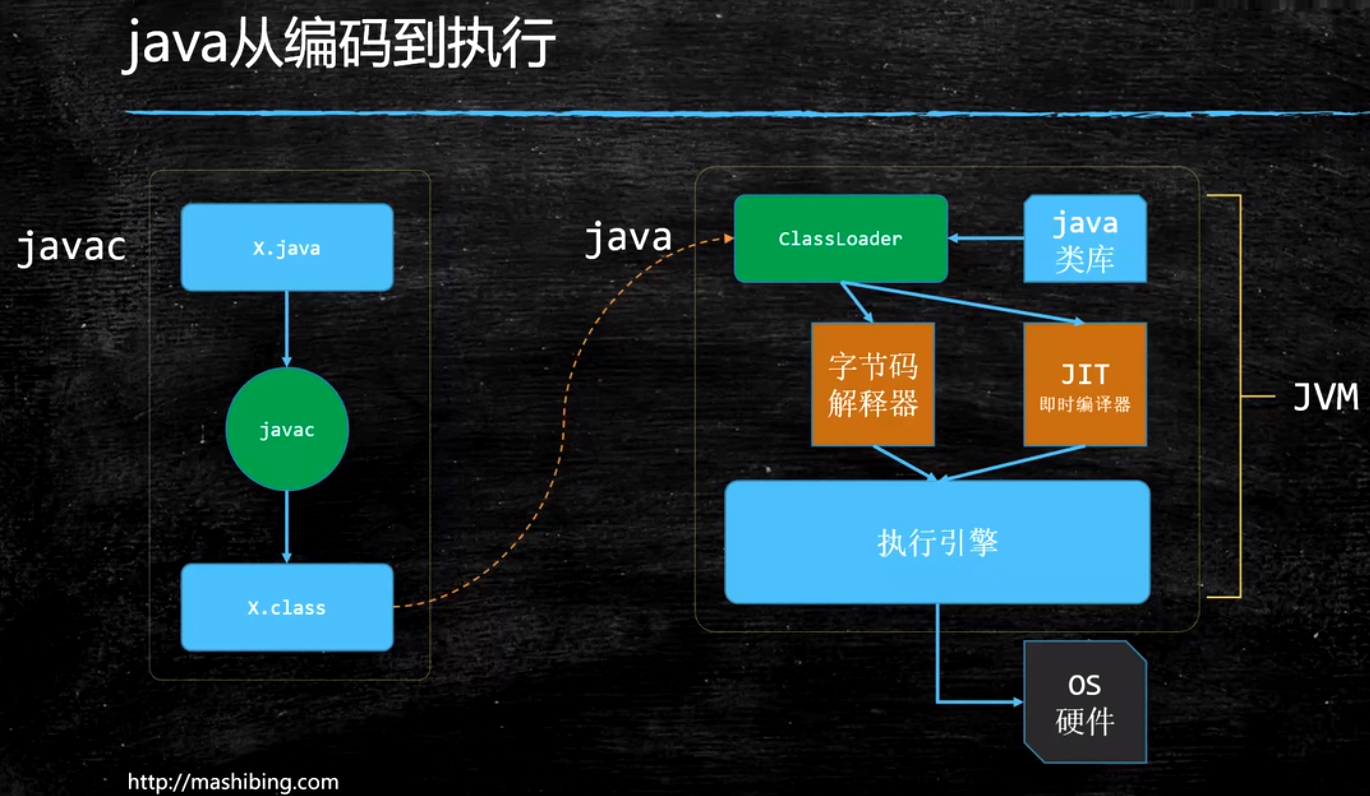 java从编码到执行
javac
X.java
javac
X.class
java
ClassLoader
java
类库
字节码
解释器
JIT
即时编译器
执行引擎
JVM
OS
硬件
http://mashibing.com